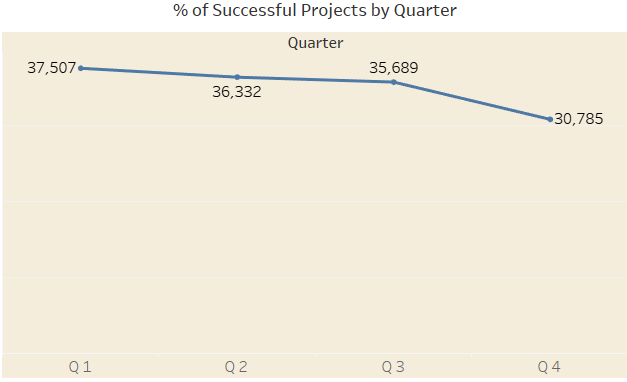 % of Successful Projects by Quarter
Quarter
37,507
36,332
35,689
30,785
Q 1
Q 2
Q 3
Q 4